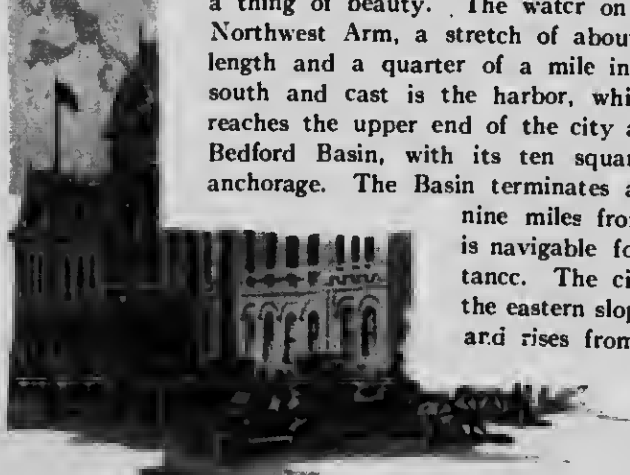 a thing of beauty. The water on
Northwest Arm, a stretch of abou
length and a quarter of a mile in
south and cast is the harbor, whi
reaches the upper end of the city a
Bedford Basin, with its ten squar
anchorage. The Basin terminates a
nine miles fro
is navigable fo
tance. The ci
the eastern slop
and rises from